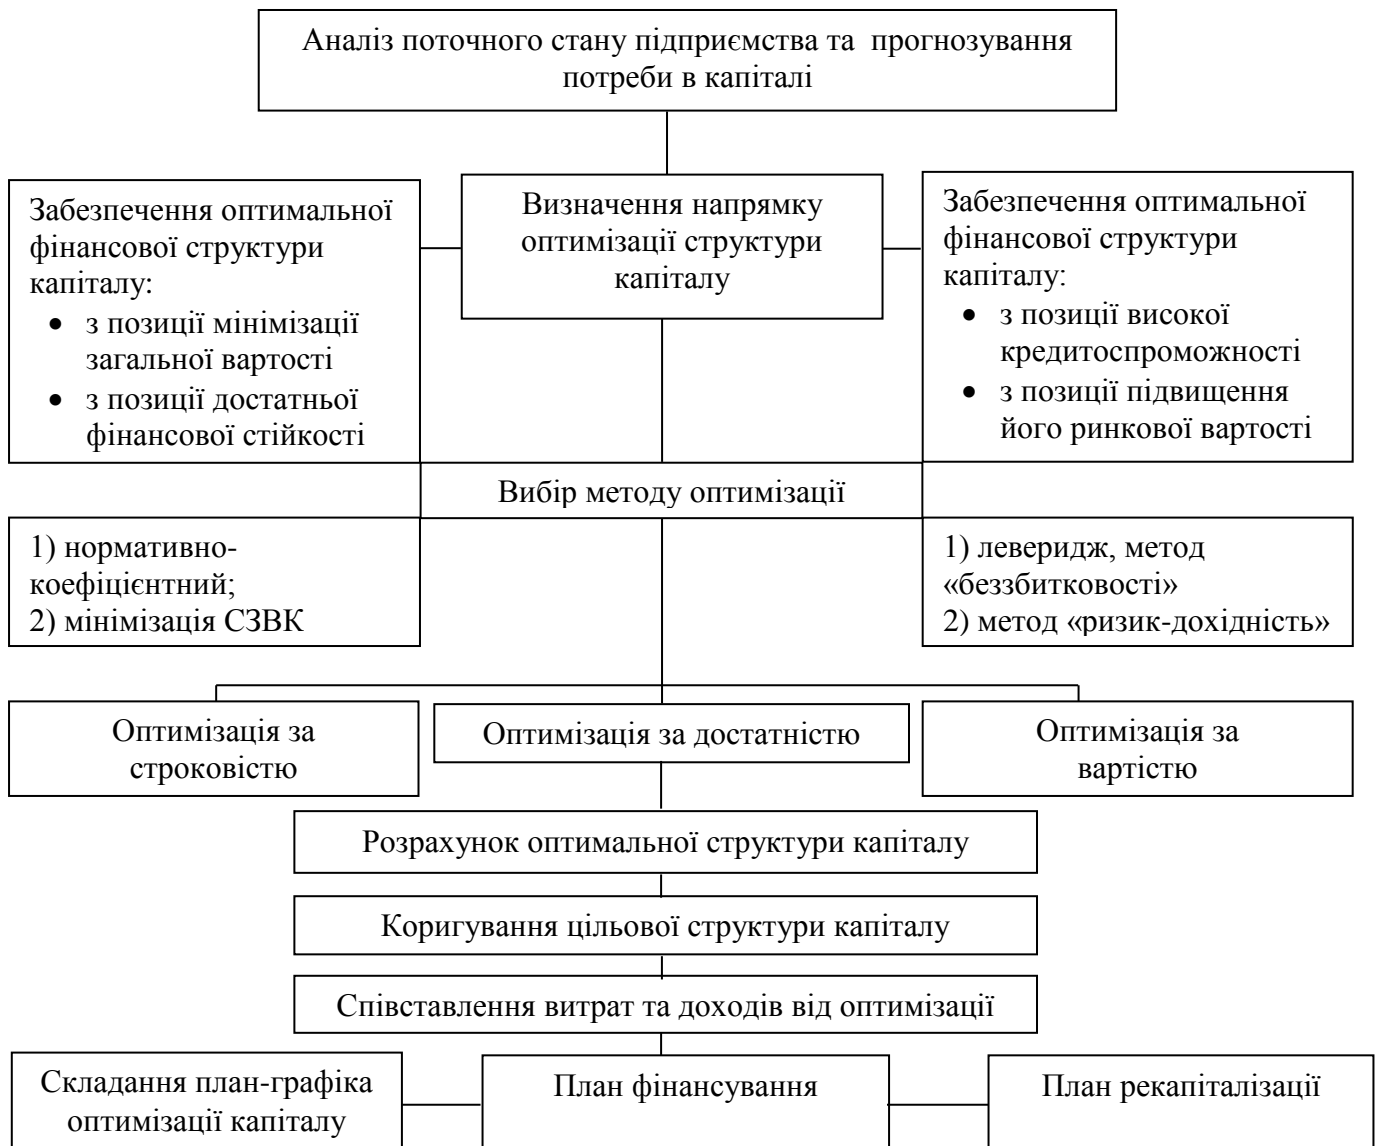 Аналіз поточного стану підприємства та прогнозування
потреби в капіталі
Забезпечення оптимальної
фінансової структури
капіталу:
• з позиції мінімізації
загальної вартості
• з позиції достатньої
фінансової стійкості
Визначення напрямку
оптимізації структури
капіталу
Забезпечення оптимальної
фінансової структури
капіталу:
• з позиції високої
кредитоспроможності
• з позиції підвищення
його ринкової вартості
Вибір методу оптимізації
1) нормативно-
коефіцієнтний;
2) мінімізація СЗВК
1) леверидж, метод
«беззбитковості»
2) метод «ризик-дохідність»
Оптимізація за
строковістю
Оптимізація за достатністю
Оптимізація за
вартістю
Розрахунок оптимальної структури капіталу
Коригування цільової структури капіталу
Співставлення витрат та доходів від оптимізації
Складання план-графіка
оптимізації капіталу
План фінансування
План рекапіталізації